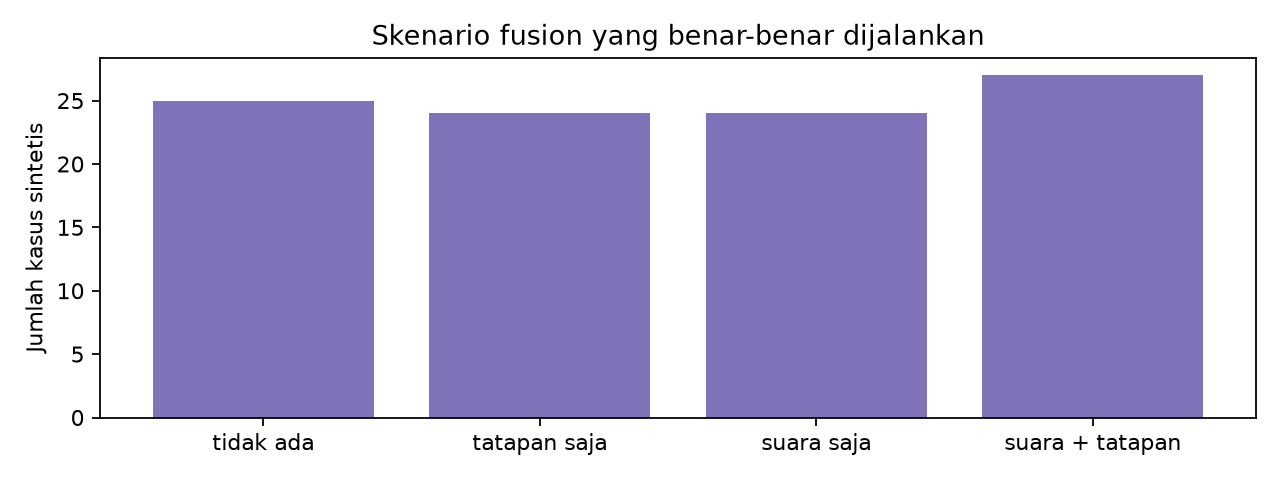 Skenario fusion yang benar-benar dijalankan
Jumlah kasus sintetis
25
20
15
10
5
0
tidak ada
tatapan saja
suara saja
suara + tatapan